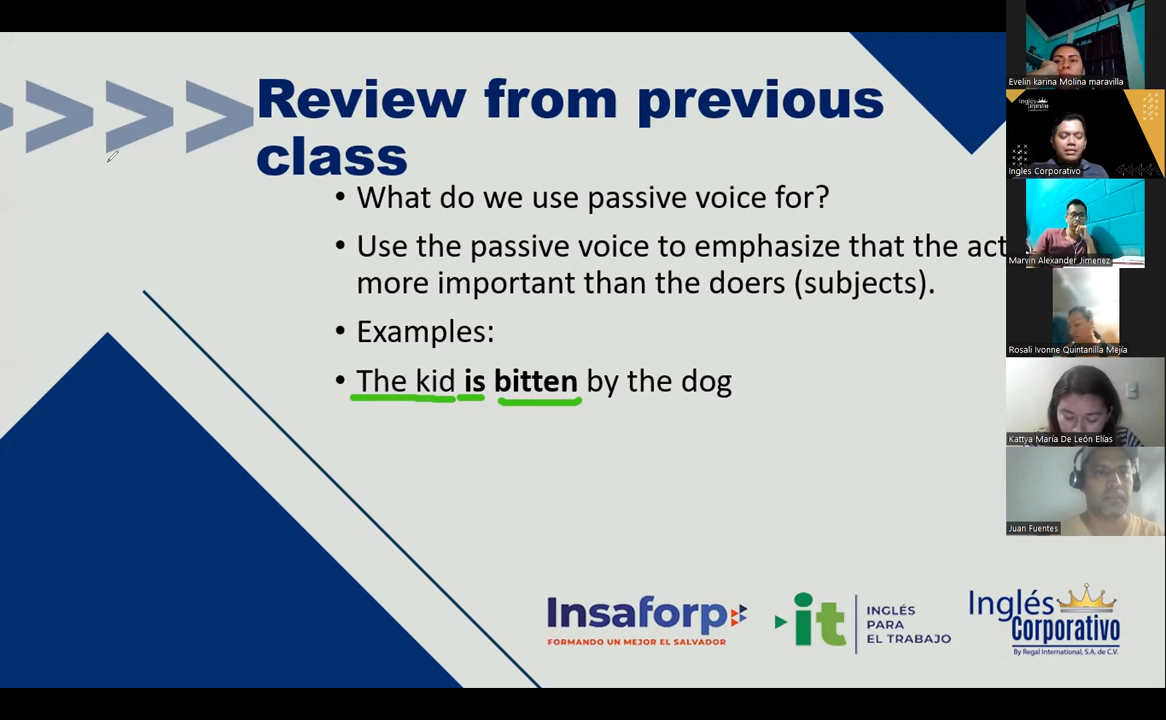 Review from previous
class
• What do we use passive voice for?
• Use the passive voice to emphasize that the act
more important than the doers (subjects).
• Examples:
• The kid is bitten by the dog
Insaforp
FORMANDO UN MEJOR EL SALVADOR
it
INGLÉS
PARA
EL TRABAJO
Inglés
Corporativo
By Regal International, S.A. de C.V.
Evelin karina Molina maravilla
Inglés
Corporativo
Ingles Corporativo
Marvin Alexander Jimenez
Rosali Ivonne Quintanilla Mejía
Kattya María De León Elías
Juan Fuentes